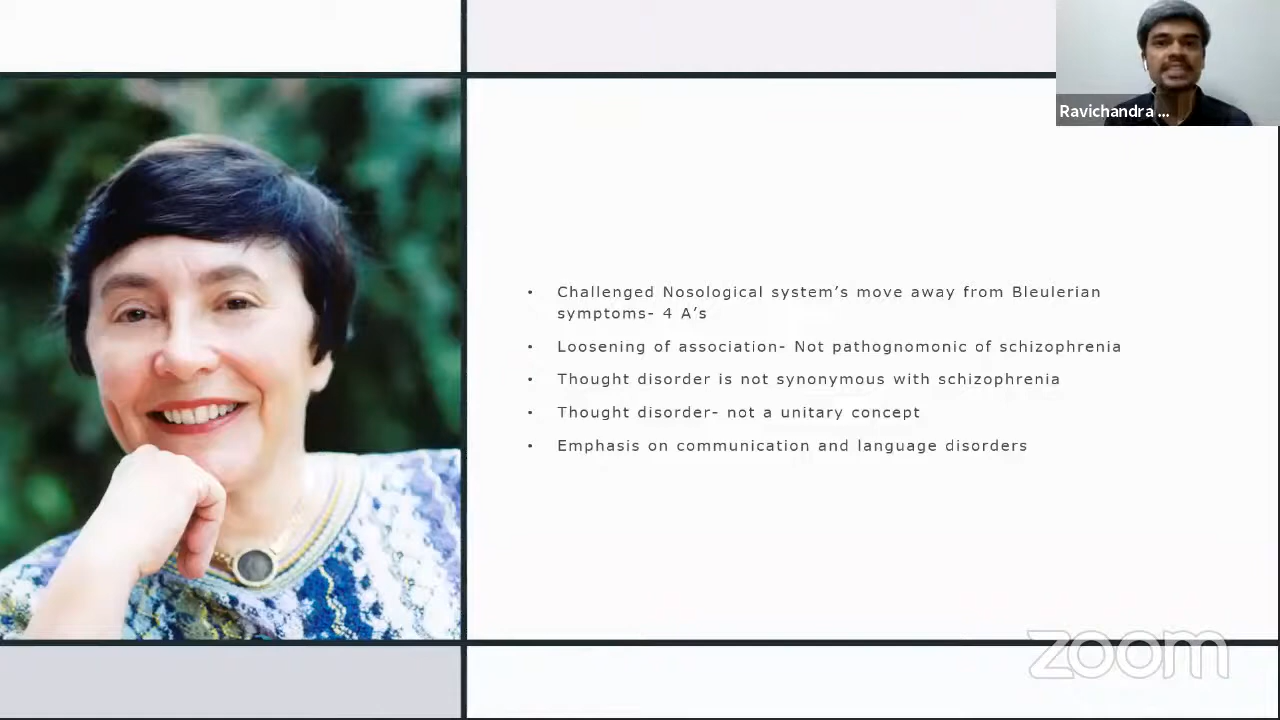 Ravichandra ...
• Challenged Nosological system’s move away from Bleulerian
symptoms- 4 A’s
• Loosening of association- Not pathognomonic of schizophrenia
• Thought disorder is not synonymous with schizophrenia
• Thought disorder- not a unitary concept
• Emphasis on communication and language disorders
zoom